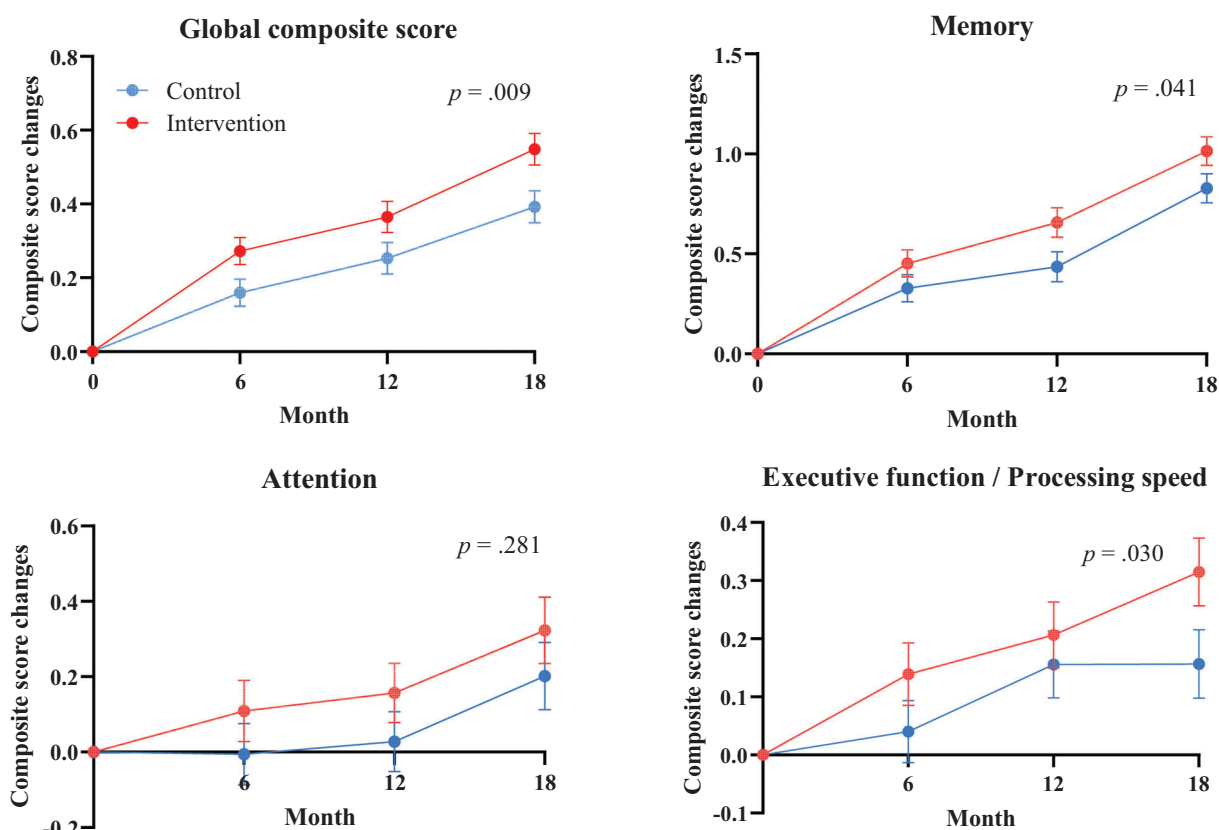 Global composite score
Composite score changes
0.8
0.6
0.4
0.2
0.0
Control
Intervention
p = .009
0 6 12 18
Month
Memory
Composite score changes
1.5
1.0
0.5
0.0
p = .041
0 6 12 18
Month
Attention
Composite score changes
0.6
0.4
0.2
0.0
-0.2
p = .281
6 12 18
Month
Executive function / Processing speed
Composite score changes
0.4
0.3
0.2
0.1
0.0
-0.1
p = .030
6 12 18
Month